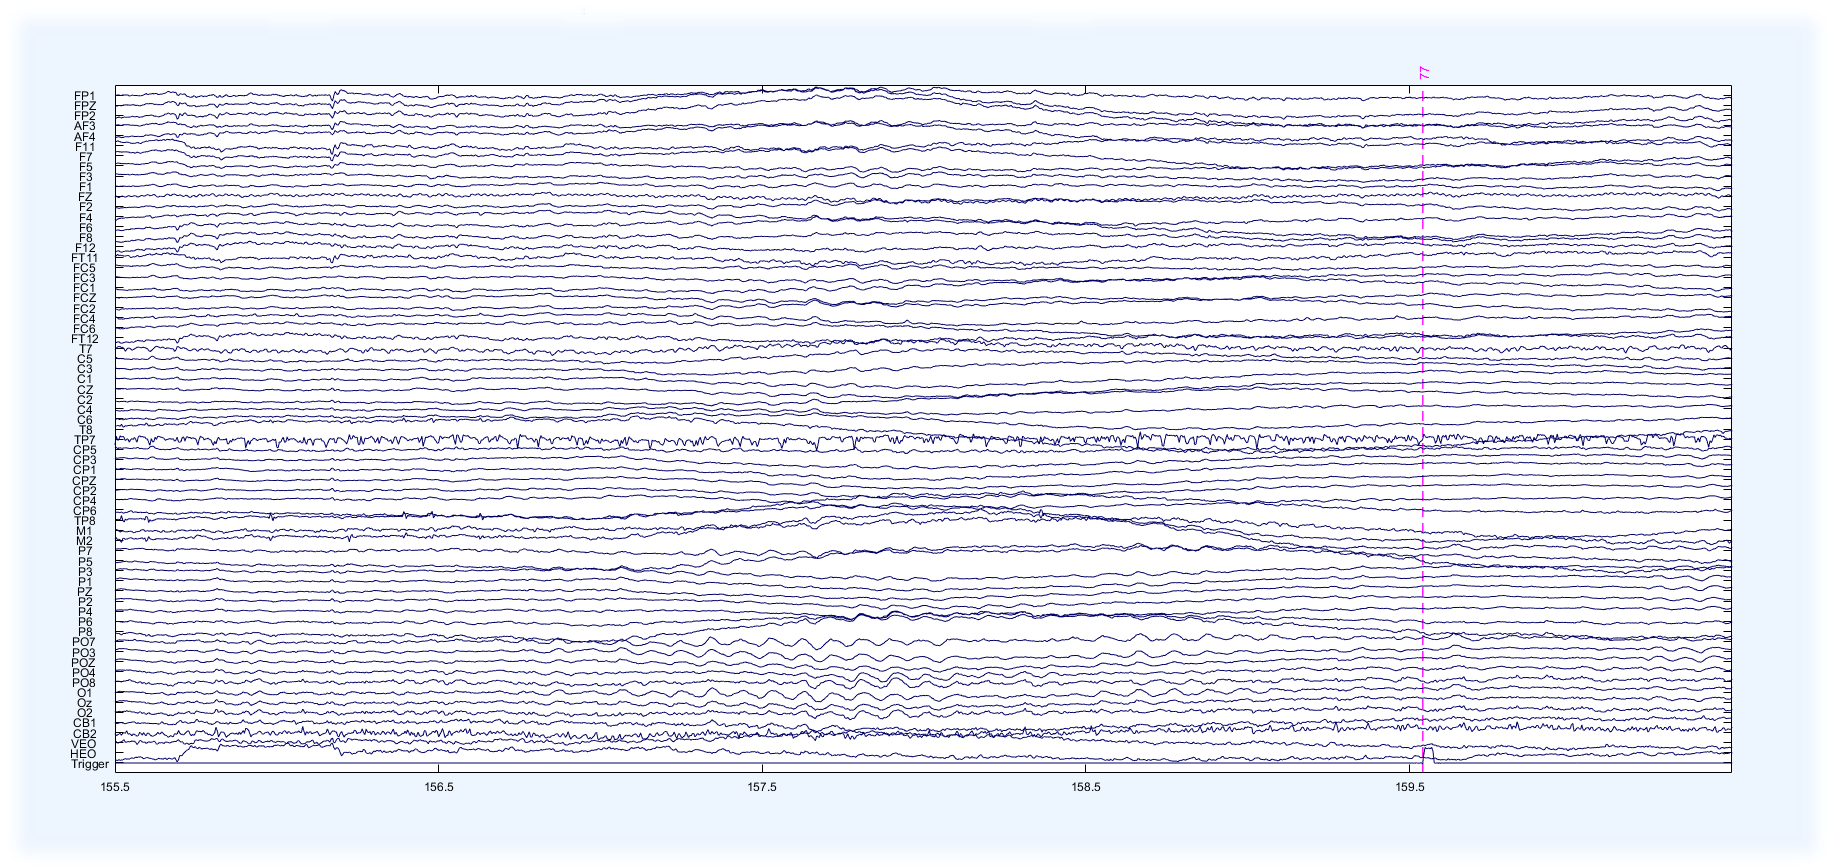 77
FP1
FPZ
FP2
AF3
AF4
F11
F7
F5
F3
F1
FZ
F2
F4
F6
F8
F12
FT11
FC5
FC3
FC1
FCZ
FC2
FC4
FC6
FT12
T7
C5
C3
C1
CZ
C2
C4
C6
T8
TP7
CP5
CP3
CP1
CPZ
CP2
CP4
CP6
TP8
M1
M2
P7
P5
P3
P1
PZ
P2
P4
P6
P8
PO7
PO3
POZ
PO4
PO8
O1
Oz
O2
CB1
CB2
VEO
HEO
Trigger
155.5 156.5 157.5 158.5 159.5